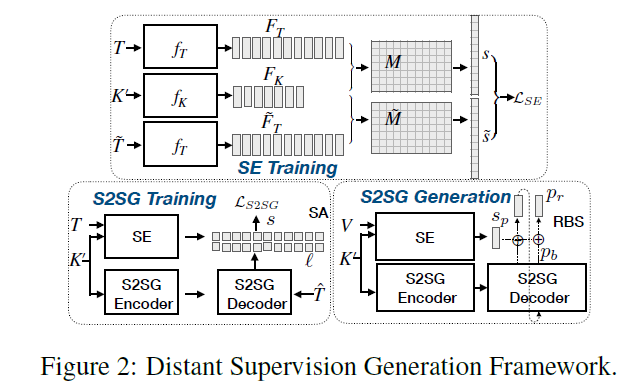 T
f_T
F_T
K'
f_K
F_K
T̃
f_T
F̃_T
M
M̃
s
s̃
ℒ_SE
SE Training
S2SG Training
T
K'
SE
S2SG
Encoder
ℒ_S2SG
s
SA
ℓ
S2SG
Decoder
T̂
S2SG Generation
V
K'
SE
S2SG
Encoder
s_p
p_r
RBS
p_b
S2SG
Decoder
Figure 2: Distant Supervision Generation Framework.